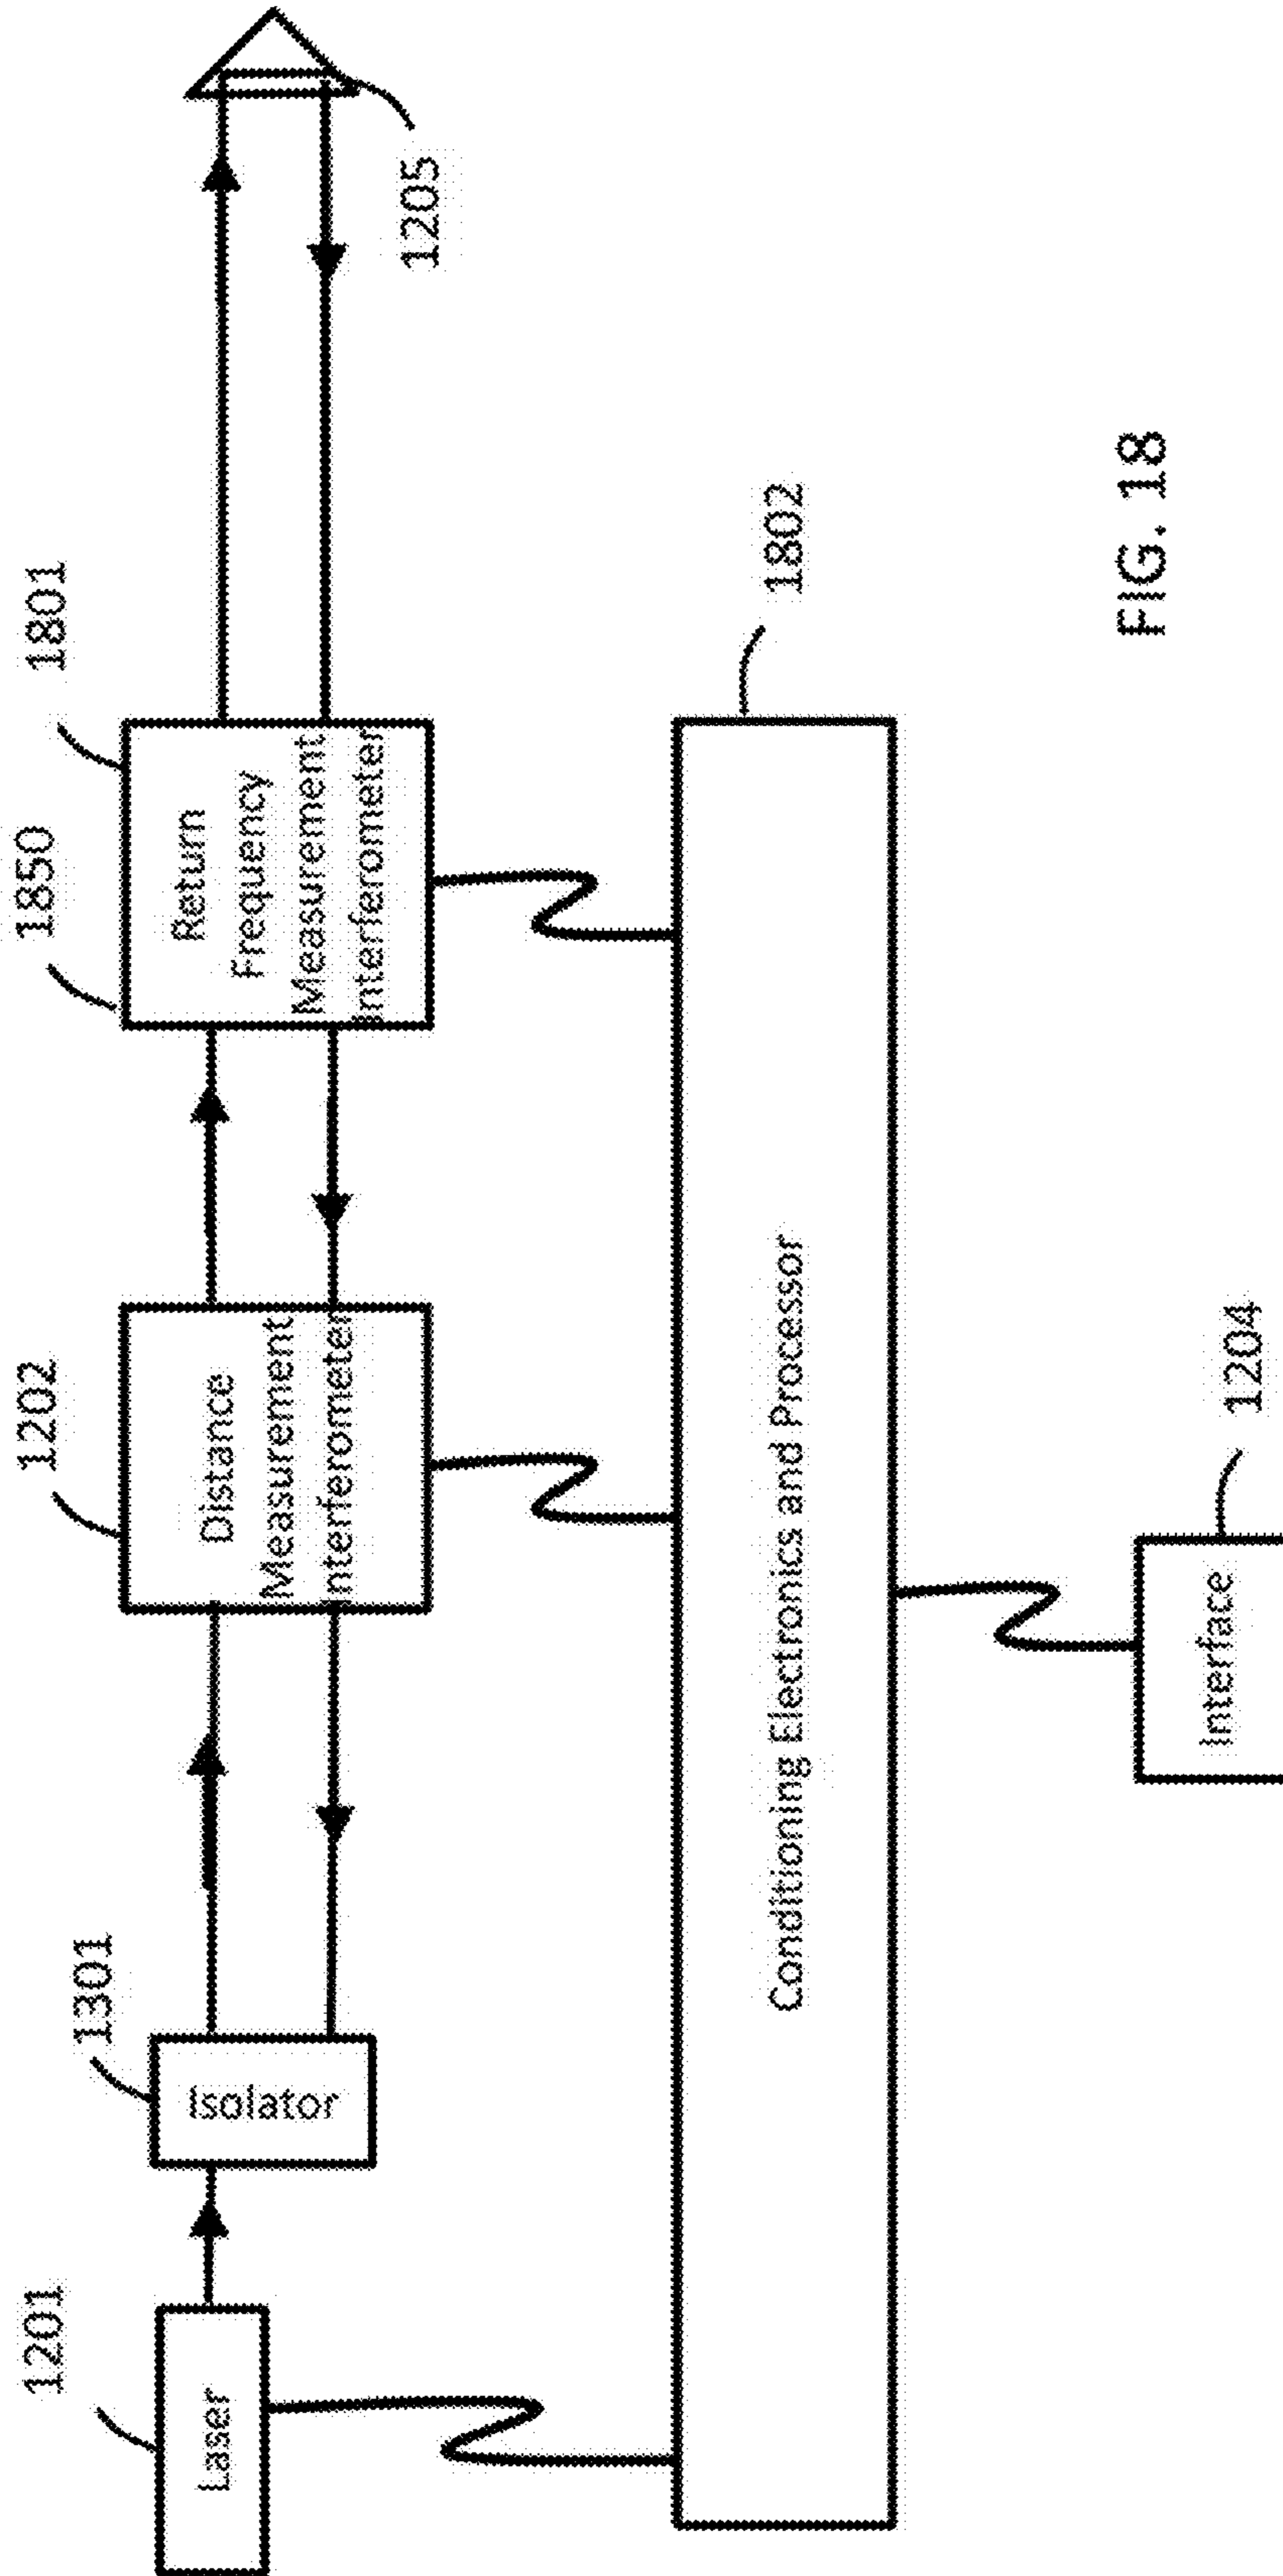 1201
1301
1202
1850
1801
Laser
Isolator
Distance
Measurement
Interferometer
Return
Frequency
Measurement
Interferometer
1205
Conditioning Electronics and Processor
1802
Interface
1204
FIG. 18